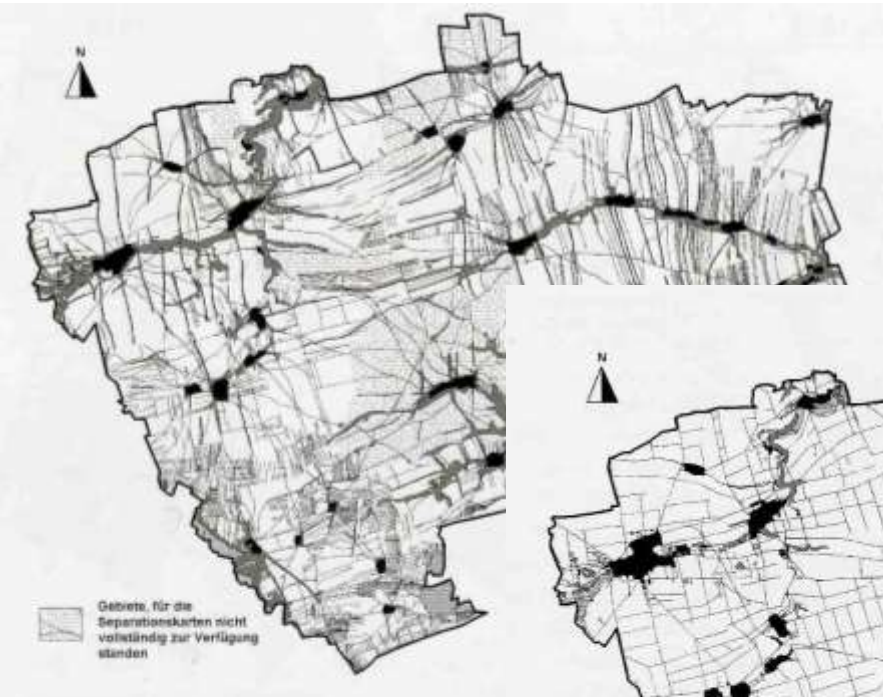 N
N
Gebiete, für die
Separationskarten nicht
vollständig zur Verfügung
standen